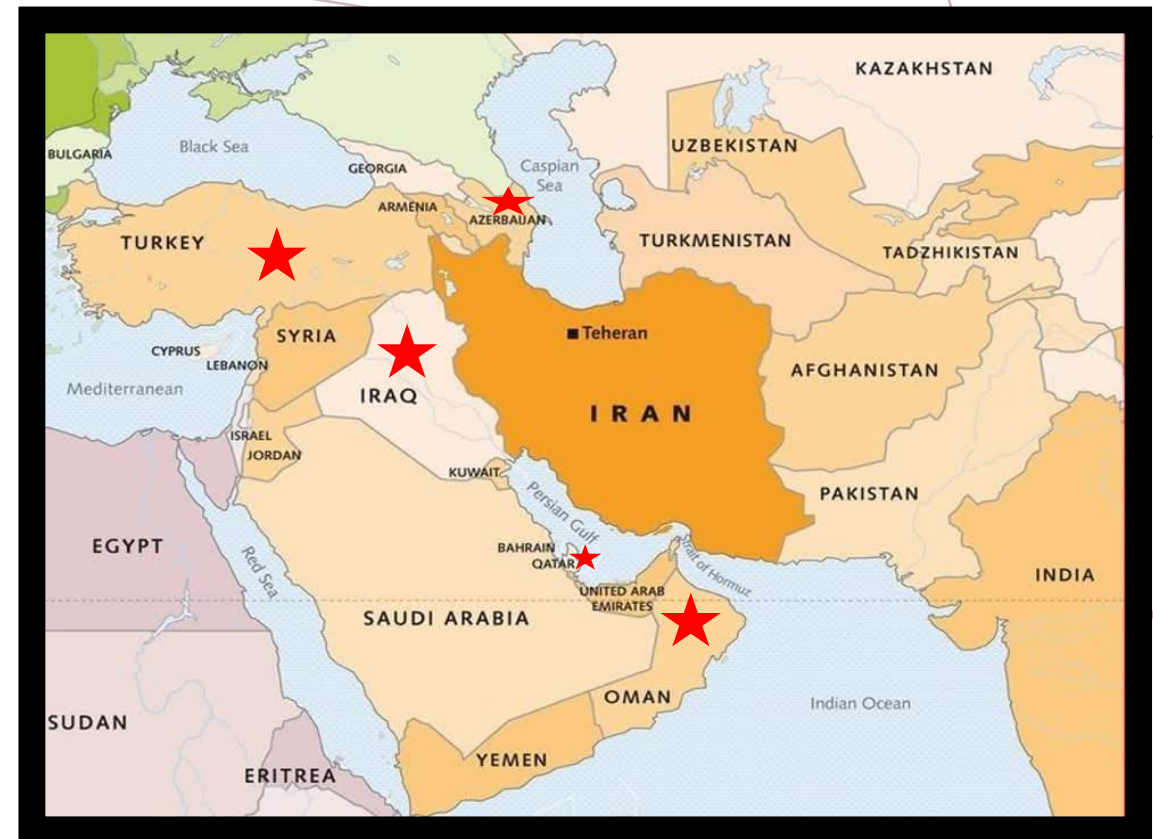 KAZAKHSTAN
BULGARIA
Black Sea
UZBEKISTAN
GEORGIA
Caspian
Sea
ARMENIA
AZERBAIJAN
TURKEY
TURKMENISTAN
TADZHIKISTAN
Teheran
SYRIA
CYPRUS
LEBANON
AFGHANISTAN
Mediterranean
IRAQ
IRAN
ISRAEL
JORDAN
KUWAIT
PAKISTAN
Persian Gulf
EGYPT
Red Sea
BAHRAIN
QATAR
Strait of Hormuz
INDIA
UNITED ARAB
EMIRATES
SAUDI ARABIA
OMAN
Indian Ocean
SUDAN
YEMEN
ERITREA